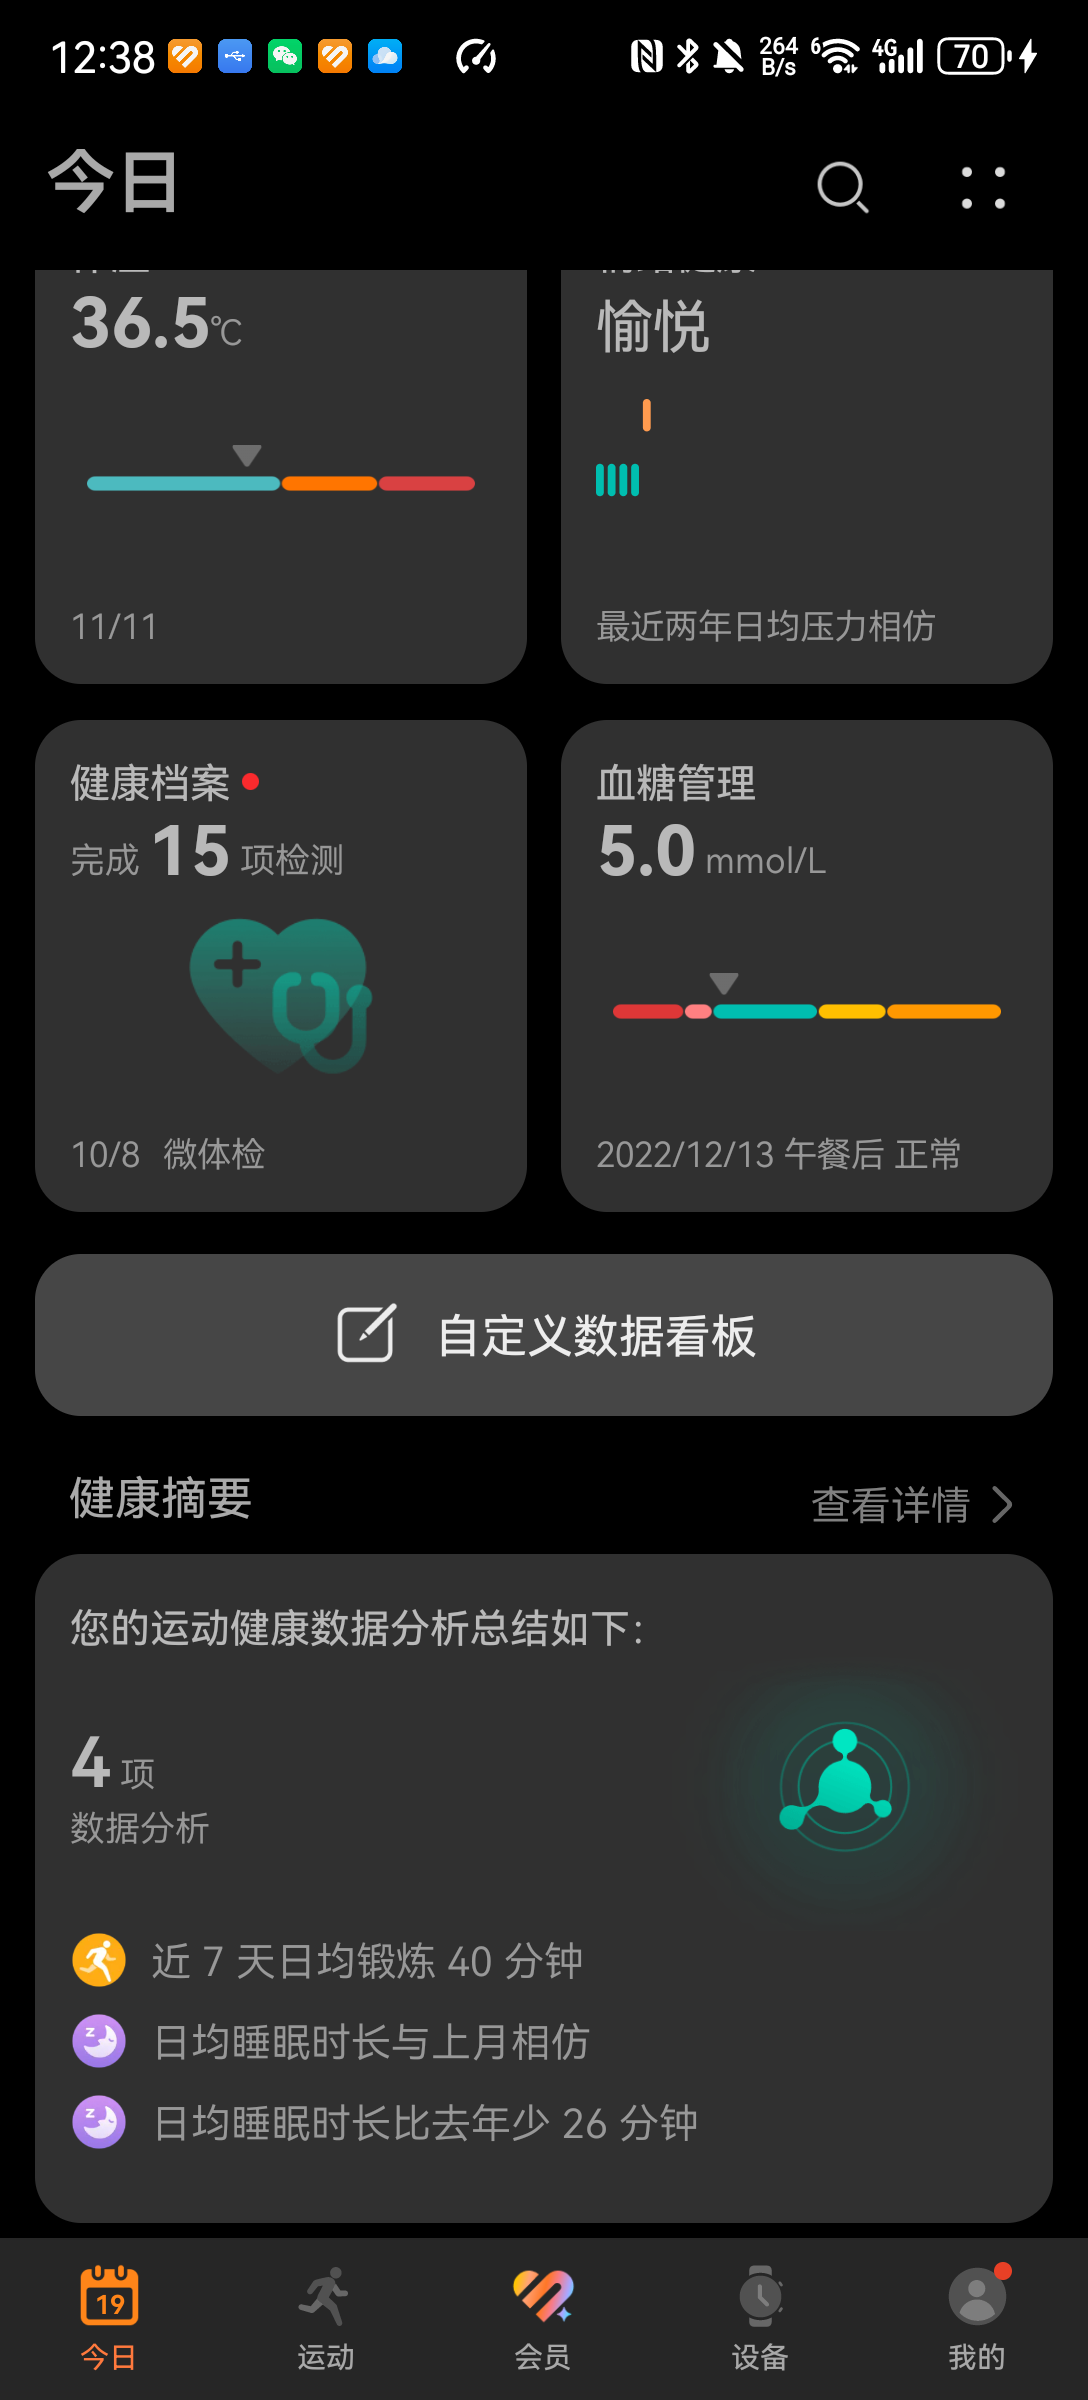 12:38
264 B/s
6
4G
70
今日
36.5℃
愉悦
11/11
最近两年日均压力相仿
健康档案
完成 15 项检测
10/8 微体检
血糖管理
5.0 mmol/L
2022/12/13 午餐后 正常
自定义数据看板
健康摘要
查看详情
您的运动健康数据分析总结如下：
4 项
数据分析
近 7 天日均锻炼 40 分钟
日均睡眠时长与上月相仿
日均睡眠时长比去年少 26 分钟
19
今日
运动
会员
设备
我的